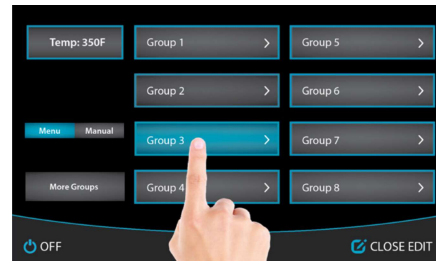 Temp: 350F
Group 1
Group 5
Group 2
Group 6
Menu Manual
Group 3
Group 7
More Groups
Group 4
Group 8
OFF
CLOSE EDIT